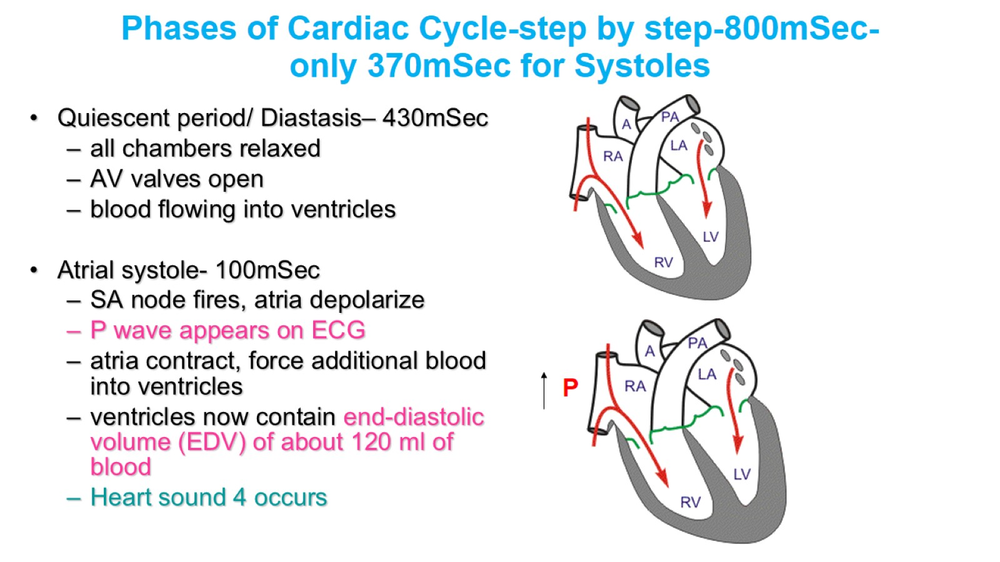 Phases of Cardiac Cycle-step by step-800mSec-
only 370mSec for Systoles
• Quiescent period/ Diastasis– 430mSec
– all chambers relaxed
– AV valves open
– blood flowing into ventricles
• Atrial systole- 100mSec
– SA node fires, atria depolarize
– P wave appears on ECG
– atria contract, force additional blood
into ventricles
– ventricles now contain end-diastolic
volume (EDV) of about 120 ml of
blood
– Heart sound 4 occurs
A
PA
RA
LA
LV
RV
P
A
PA
RA
LA
LV
RV